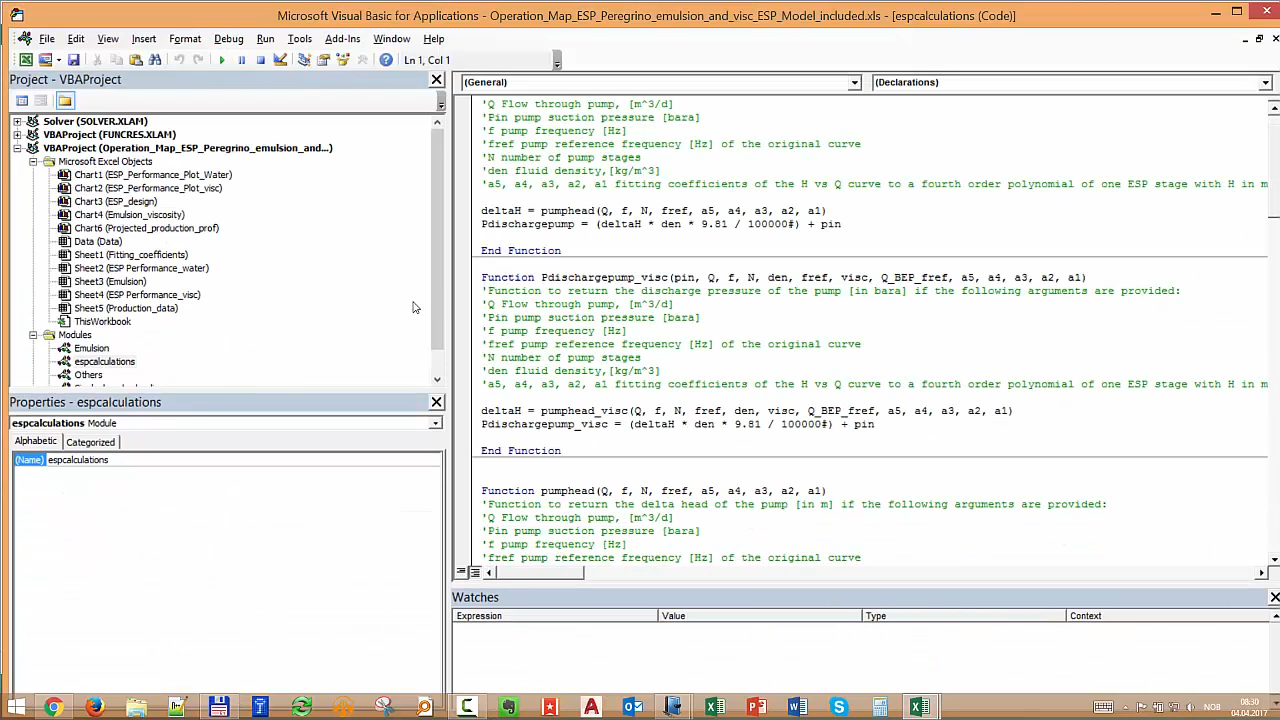 Microsoft Visual Basic for Applications - Operation_Map_ESP_Peregrino_emulsion_and_visc_ESP_Model_included.xls - [espcalculations (Code)]
File Edit View Insert Format Debug Run Tools Add-Ins Window Help
Ln 1, Col 1
Project - VBAProject
(General)
(Declarations)
Solver (SOLVER.XLAM)
VBAProject (FUNCRES.XLAM)
VBAProject (Operation_Map_ESP_Peregrino_emulsion_and_...)
Microsoft Excel Objects
Chart1 (ESP_Performance_Plot_Water)
Chart2 (ESP_Performance_Plot_visc)
Chart3 (ESP_design)
Chart4 (Emulsion_viscosity)
Chart6 (Projected_production_prof)
Data (Data)
Sheet1 (Fitting_coefficients)
Sheet2 (ESP Performance_water)
Sheet3 (Emulsion)
Sheet4 (ESP Performance_visc)
Sheet5 (Production_data)
ThisWorkbook
Modules
Emulsion
espcalculations
Others
Properties - espcalculations
espcalculations Module
Alphabetic Categorized
(Name) espcalculations
'Q Flow through pump, [m^3/d]
'Pin pump suction pressure [bara]
'f pump frequency [Hz]
'fref pump reference frequency [Hz] of the original curve
'N number of pump stages
'den fluid density,[kg/m^3]
'a5, a4, a3, a2, a1 fitting coefficients of the H vs Q curve to a fourth order polynomial of one ESP stage with H in m
deltaH = pumphead(Q, f, N, fref, a5, a4, a3, a2, a1)
Pdischargepump = (deltaH * den * 9.81 / 100000#) + pin
End Function
Function Pdischargepump_visc(pin, Q, f, N, den, fref, visc, Q_BEP_fref, a5, a4, a3, a2, a1)
'Function to return the discharge pressure of the pump [in bara] if the following arguments are provided:
'Q Flow through pump, [m^3/d]
'Pin pump suction pressure [bara]
'f pump frequency [Hz]
'fref pump reference frequency [Hz] of the original curve
'N number of pump stages
'den fluid density,[kg/m^3]
'a5, a4, a3, a2, a1 fitting coefficients of the H vs Q curve to a fourth order polynomial of one ESP stage with H in m
deltaH = pumphead_visc(Q, f, N, fref, den, visc, Q_BEP_fref, a5, a4, a3, a2, a1)
Pdischargepump_visc = (deltaH * den * 9.81 / 100000#) + pin
End Function
Function pumphead(Q, f, N, fref, a5, a4, a3, a2, a1)
'Function to return the delta head of the pump [in m] if the following arguments are provided:
'Q Flow through pump, [m^3/d]
'Pin pump suction pressure [bara]
'f pump frequency [Hz]
'fref pump reference frequency [Hz] of the original curve
Watches
Expression Value Type Context
NOB
08:30
04.04.2017